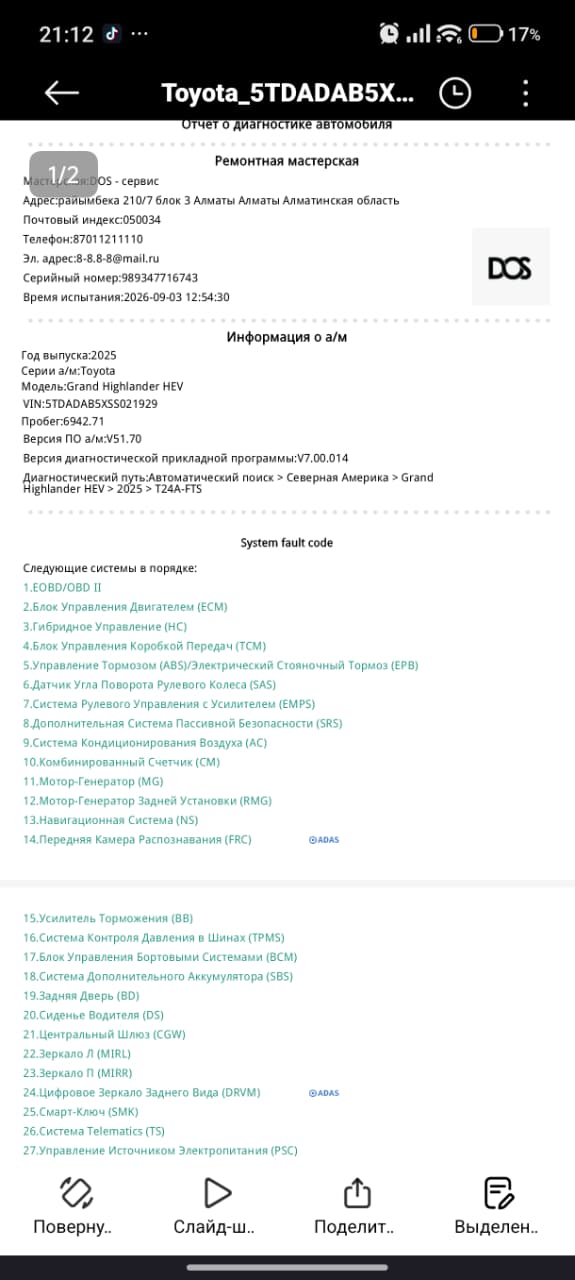 21:12 ... 17%
Toyota_5TDADAB5X...
Отчет о диагностике автомобиля
Ремонтная мастерская
1/2
Мастерская:DOS - сервис
Адрес:райымбека 210/7 блок 3 Алматы Алматы Алматинская область
Почтовый индекс:050034
Телефон:87011211110
Эл. адрес:8-8.8-8@mail.ru
DOS
Серийный номер:989347716743
Время испытания:2026-09-03 12:54:30
Информация о а/м
Год выпуска:2025
Серии а/м:Toyota
Модель:Grand Highlander HEV
VIN:5TDADAB5XSS021929
Пробег:6942.71
Версия ПО а/м:V51.70
Версия диагностической прикладной программы:V7.00.014
Диагностический путь:Автоматический поиск > Северная Америка > Grand
Highlander HEV > 2025 > T24A-FTS
System fault code
Следующие системы в порядке:
1.EOBD/OBD II
2.Блок Управления Двигателем (ECM)
3.Гибридное Управление (HC)
4.Блок Управления Коробкой Передач (TCM)
5.Управление Тормозом (ABS)/Электрический Стояночный Тормоз (EPB)
6.Датчик Угла Поворота Рулевого Колеса (SAS)
7.Система Рулевого Управления с Усилителем (EMPS)
8.Дополнительная Система Пассивной Безопасности (SRS)
9.Система Кондиционирования Воздуха (AC)
10.Комбинированный Счетчик (CM)
11.Мотор-Генератор (MG)
12.Мотор-Генератор Задней Установки (RMG)
13.Навигационная Система (NS)
14.Передняя Камера Распознавания (FRC) ADAS
15.Усилитель Торможения (BB)
16.Система Контроля Давления в Шинах (TPMS)
17.Блок Управления Бортовыми Системами (BCM)
18.Система Дополнительного Аккумулятора (SBS)
19.Задняя Дверь (BD)
20.Сиденье Водителя (DS)
21.Центральный Шлюз (CGW)
22.Зеркало Л (MIRL)
23.Зеркало П (MIRR)
24.Цифровое Зеркало Заднего Вида (DRVM) ADAS
25.Смарт-Ключ (SMK)
26.Система Telematics (TS)
27.Управление Источником Электропитания (PSC)
Поверну.. Слайд-ш.. Поделит.. Выделен..